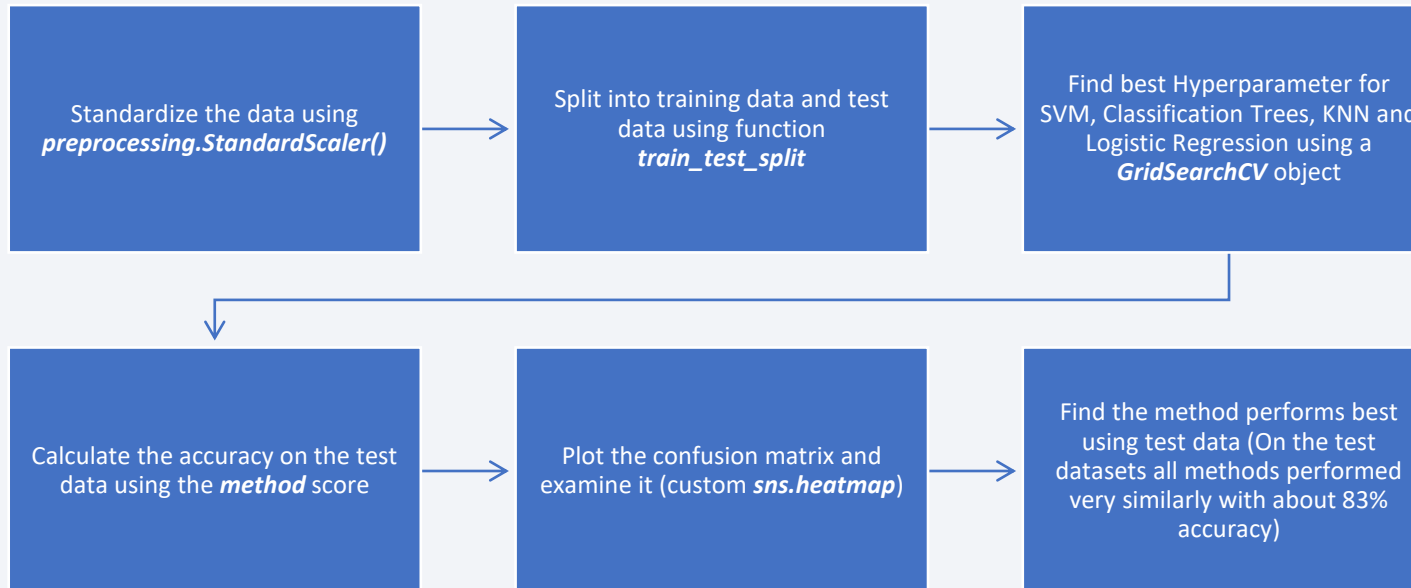 Standardize the data using
preprocessing.StandardScaler()
Split into training data and test
data using function
train_test_split
Find best Hyperparameter for
SVM, Classification Trees, KNN and
Logistic Regression using a
GridSearchCV object
Calculate the accuracy on the test
data using the method score
Plot the confusion matrix and
examine it (custom sns.heatmap)
Find the method performs best
using test data (On the test
datasets all methods performed
very similarly with about 83%
accuracy)